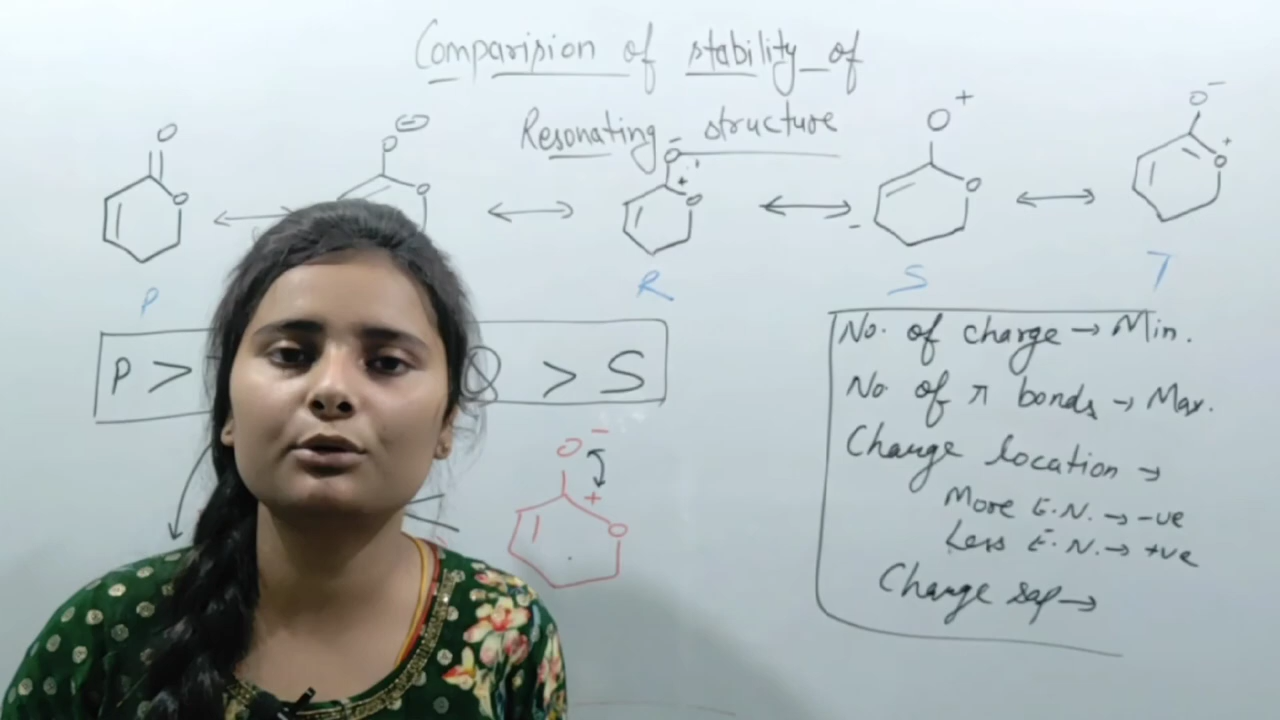 Comparision of stability of
Resonating structure
O O ⊖ O - + O O + O -
O O O O O +
-
P R S T
P > Q > S
No. of charge → Min.
No of π bonds → Max.
Charge location →
More E.N. → -ve
Less E.N. → +ve
Charge sep →
O -
+
O